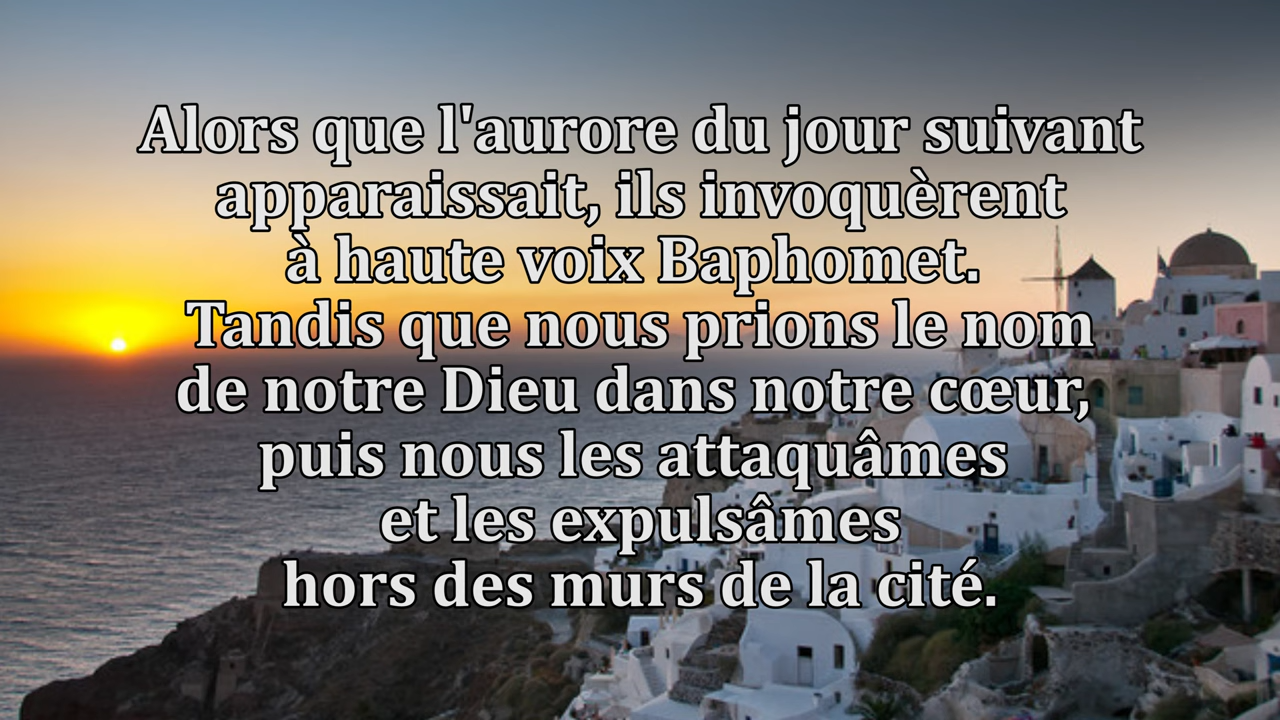 Alors que l'aurore du jour suivant
apparaissait, ils invoquèrent
à haute voix Baphomet.
Tandis que nous prions le nom
de notre Dieu dans notre cœur,
puis nous les attaquâmes
et les expulsâmes
hors des murs de la cité.